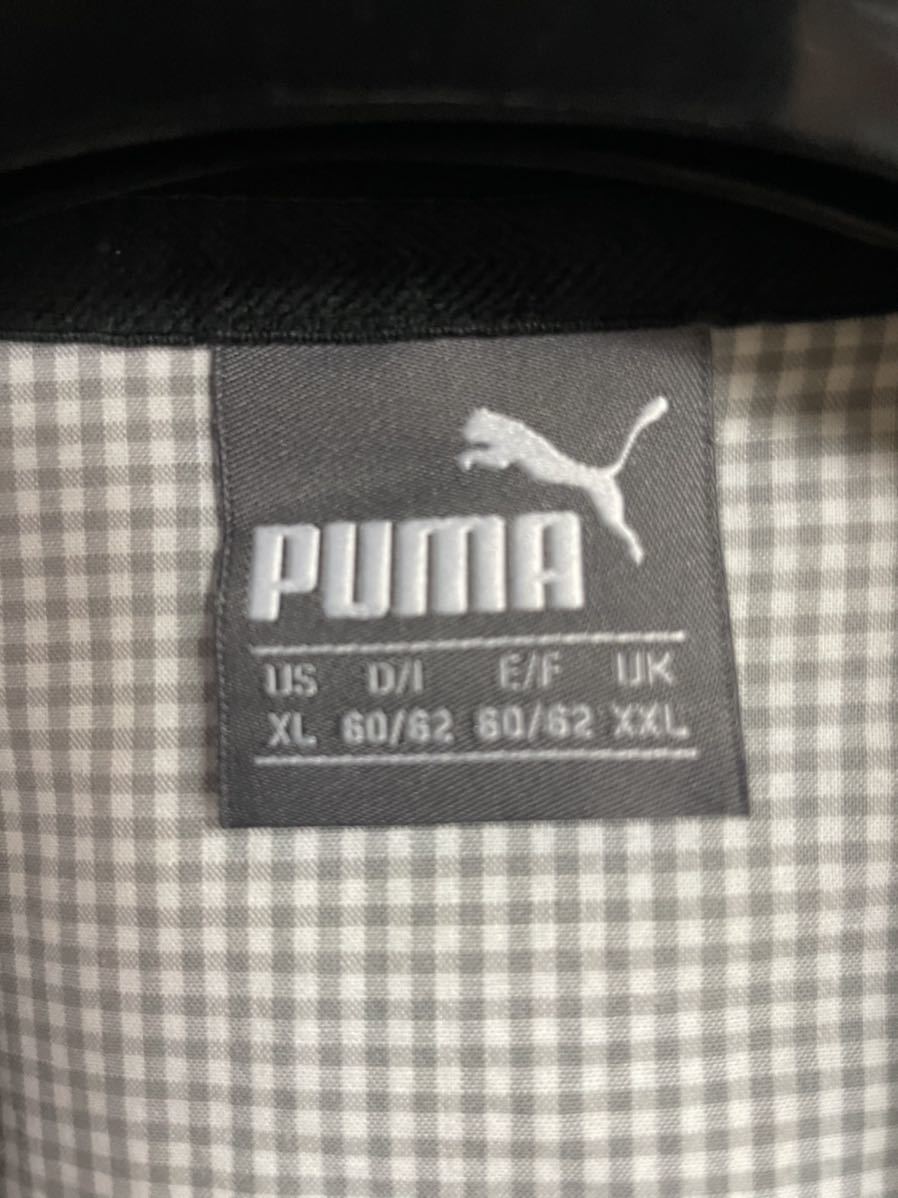 PUMA
US D/I E/F UK
XL 60/62 60/62 XXL